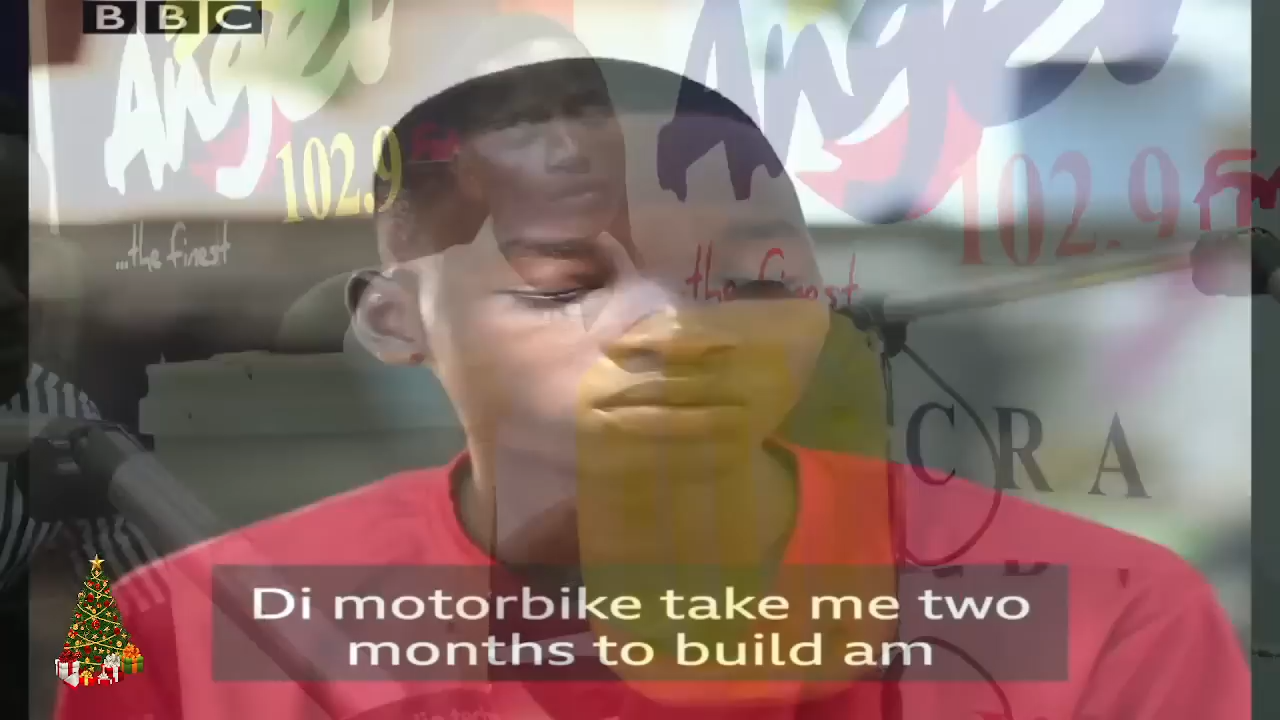 BBC
Angel Angel
102.9 fm 102.9 fm
...the finest the finest
C R A
Di motorbike take me two
months to build am